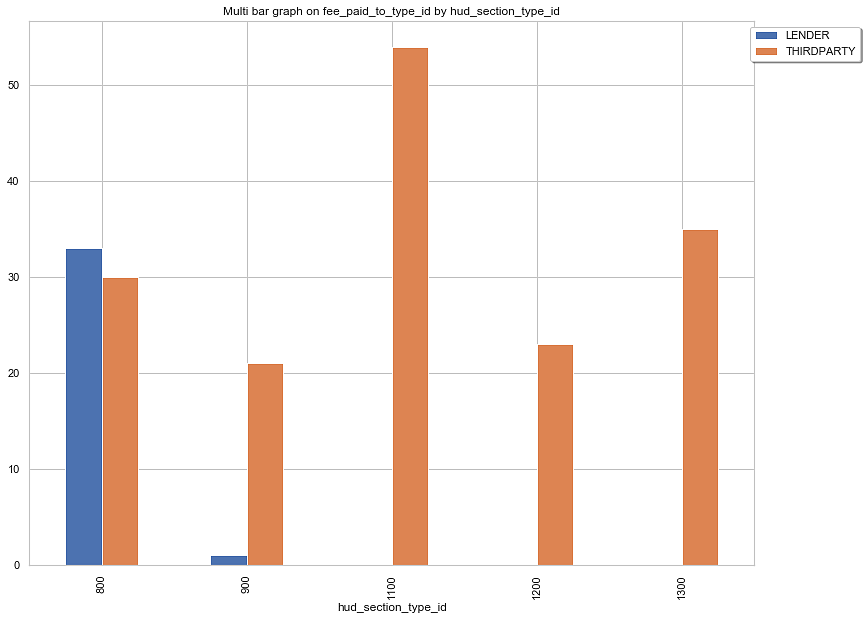 Multi bar graph on fee_paid_to_type_id by hud_section_type_id
LENDER
THIRDPARTY
50
40
30
20
10
0
800
900
1100
1200
1300
hud_section_type_id